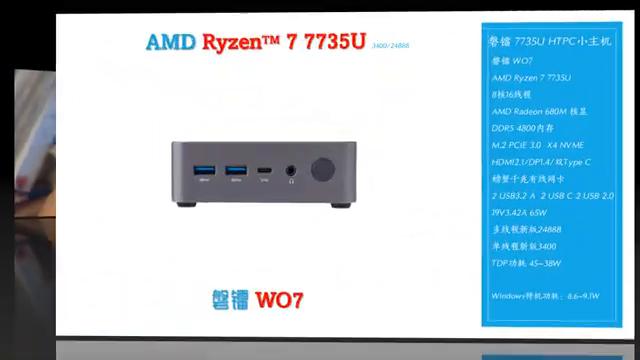 AMD Ryzen™ 7 7735U 3400/24888
磐镭 7735U HTPC小主机
磐镭 WO7
AMD Ryzen 7 7735U
8核16线程
AMD Radeon 680M 核显
DDR5 4800内存
M.2 PCIE 3.0 X4 NVME
HDMI2.1/DP1.4/双Type C
螃蟹千兆有线网卡
2 USB3.2 A 2 USB C 2 USB 2.0
19V3.42A 65W
多线程新版24888
单线程新版3400
TDP功耗 45-38W
Windows待机功耗：8.6-9.1W
磐镭 WO7